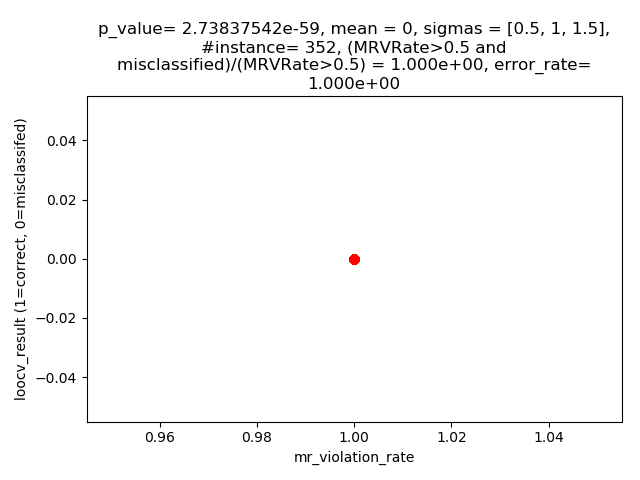 p_value= 2.73837542e-59, mean = 0, sigmas = [0.5, 1, 1.5],
#instance= 352, (MRVRate>0.5 and
misclassified)/(MRVRate>0.5) = 1.000e+00, error_rate=
1.000e+00
loocv_result (1=correct, 0=misclassifed)
0.04
0.02
0.00
−0.02
−0.04
0.96
0.98
1.00
1.02
1.04
mr_violation_rate